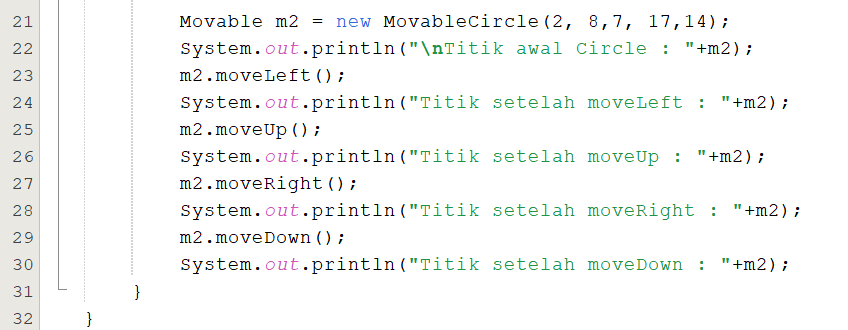 21 Movable m2 = new MovableCircle(2, 8,7, 17,14);
22 System.out.println("\nTitik awal Circle : "+m2);
23 m2.moveLeft();
24 System.out.println("Titik setelah moveLeft : "+m2);
25 m2.moveUp();
26 System.out.println("Titik setelah moveUp : "+m2);
27 m2.moveRight();
28 System.out.println("Titik setelah moveRight : "+m2);
29 m2.moveDown();
30 System.out.println("Titik setelah moveDown : "+m2);
31 }
32 }